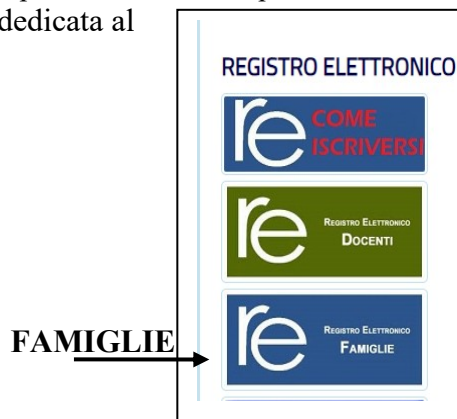 dedicata al
REGISTRO ELETTRONICO
re COME
ISCRIVERSI
re REGISTRO ELETTRONICO
DOCENTI
FAMIGLIE
re REGISTRO ELETTRONICO
FAMIGLIE